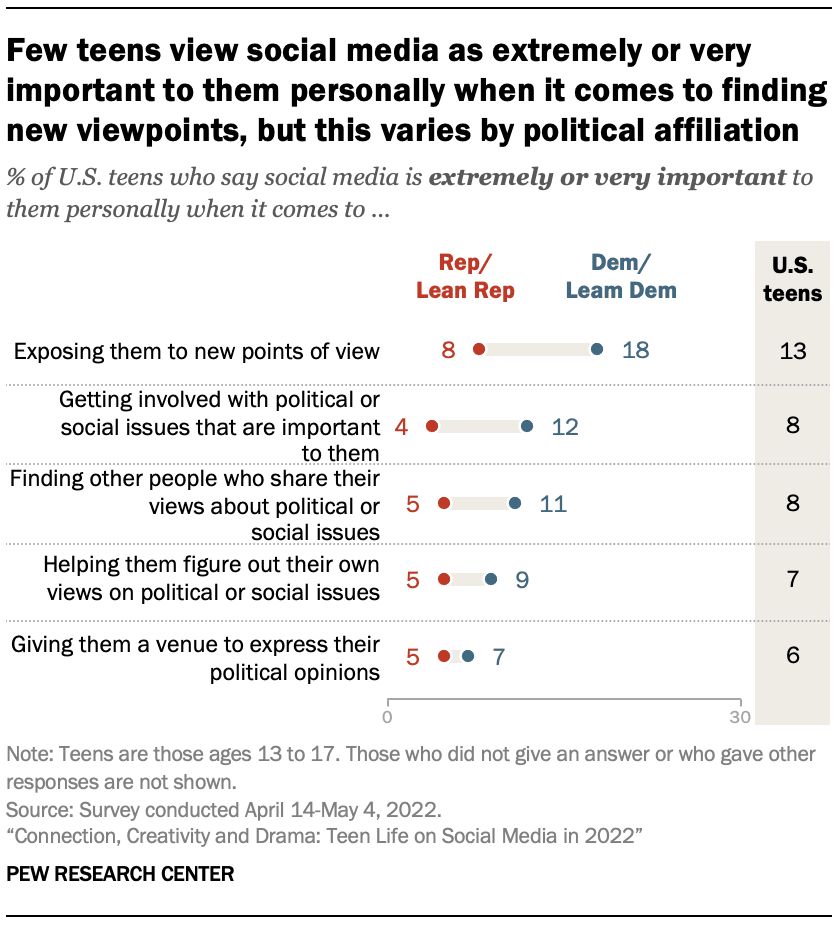 Few teens view social media as extremely or very
important to them personally when it comes to finding
new viewpoints, but this varies by political affiliation
% of U.S. teens who say social media is extremely or very important to
them personally when it comes to ...
Rep/
Lean Rep
Dem/
Leam Dem
U.S.
teens
Exposing them to new points of view
8
18
13
Getting involved with political or
social issues that are important
to them
4
12
8
Finding other people who share their
views about political or
social issues
5
11
8
Helping them figure out their own
views on political or social issues
5
9
7
Giving them a venue to express their
political opinions
5
7
6
0
30
Note: Teens are those ages 13 to 17. Those who did not give an answer or who gave other
responses are not shown.
Source: Survey conducted April 14-May 4, 2022.
“Connection, Creativity and Drama: Teen Life on Social Media in 2022”
PEW RESEARCH CENTER